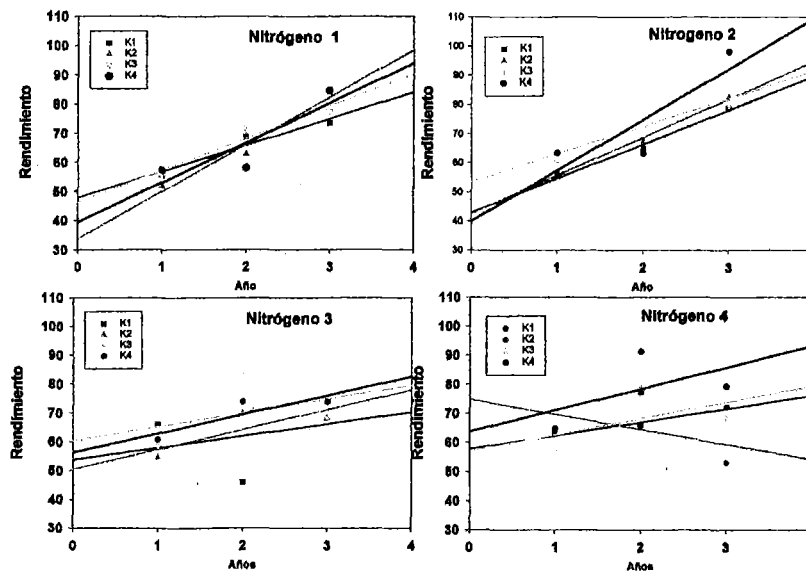 Nitrógeno 1
K1
K2
K3
K4
Rendimiento
110
100
90
80
70
60
50
40
30
0
1
2
3
4
Año
Nitrógeno 2
K1
K2
K3
K4
Rendimiento
110
100
90
80
70
60
50
40
30
0
1
2
3
Año
Nitrógeno 3
K1
K2
K3
K4
Rendimiento
110
100
90
80
70
60
50
40
30
0
1
2
3
4
Años
Nitrógeno 4
K1
K2
K3
K4
Rendimiento
110
100
90
80
70
60
50
40
30
0
1
2
3
Años